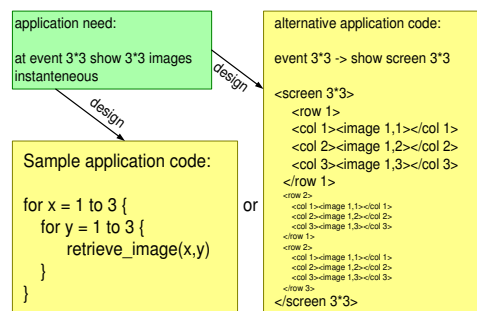 application need:
at event 3*3 show 3*3 images
instanteneous
design
design
Sample application code:
for x = 1 to 3 {
for y = 1 to 3 {
retrieve_image(x,y)
}
}
or
alternative application code:
event 3*3 -> show screen 3*3
<screen 3*3>
<row 1>
<col 1><image 1,1></col 1>
<col 2><image 1,2></col 2>
<col 3><image 1,3></col 3>
</row 1>
<row 2>
<col 1><image 1,1></col 1>
<col 2><image 1,2></col 2>
<col 3><image 1,3></col 3>
</row 1>
<row 2>
<col 1><image 1,1></col 1>
<col 2><image 1,2></col 2>
<col 3><image 1,3></col 3>
</row 3>
</screen 3*3>